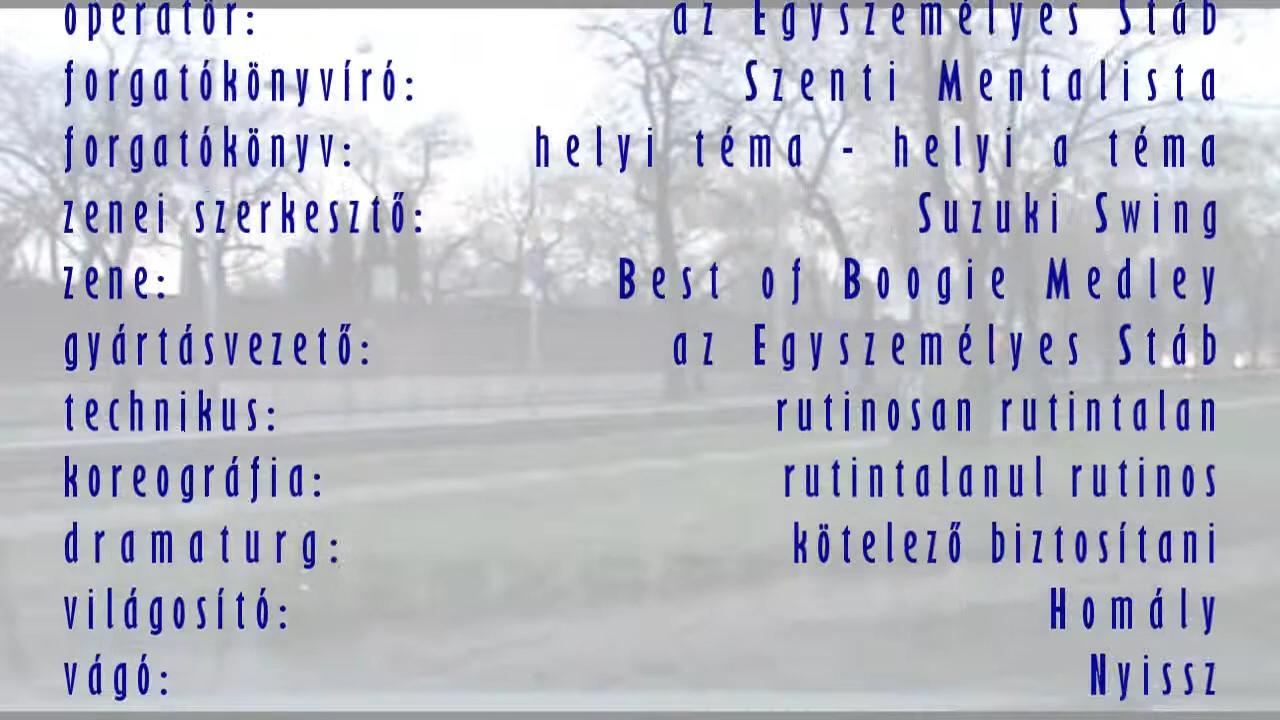 operatőr: az Egyszemélyes Stáb
forgatókönyvíró: Szenti Mentalista
forgatókönyv: helyi téma - helyi a téma
zenei szerkesztő: Suzuki Swing
zene: Best of Boogie Medley
gyártásvezető: az Egyszemélyes Stáb
technikus: rutinosan rutintalan
koreográfia: rutintalanul rutinos
dramaturg: kötelező biztosítani
világosító: Homály
vágó: Nyissz